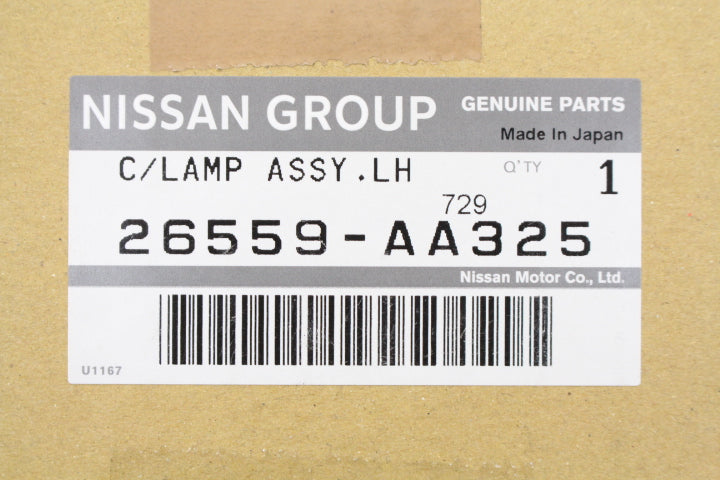 NISSAN GROUP GENUINE PARTS
Made In Japan
C/LAMP ASSY.LH Q'TY 1
729
26559-AA325
Nissan Motor Co., Ltd.
U1167